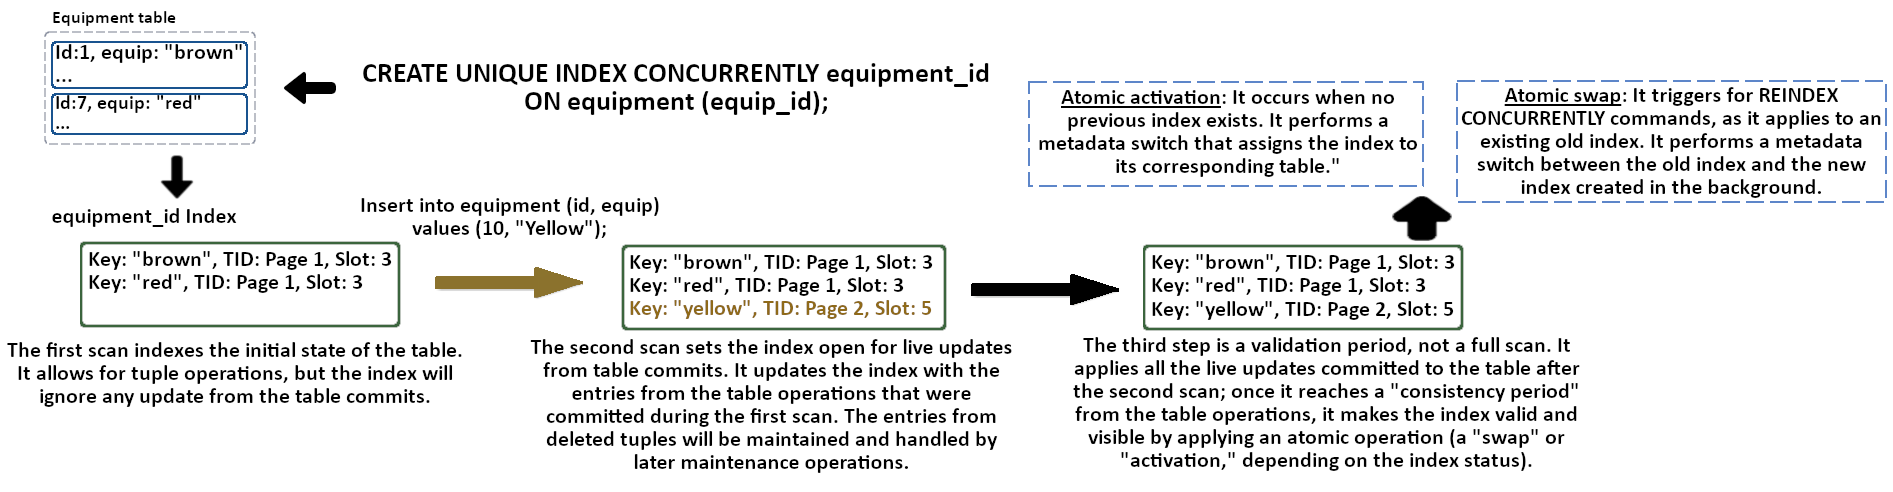 Equipment table
Id:1, equip: "brown"
...
Id:7, equip: "red"
...
CREATE UNIQUE INDEX CONCURRENTLY equipment_id
ON equipment (equip_id);
Atomic activation: It occurs when no
previous index exists. It performs a
metadata switch that assigns the index to
its corresponding table."
Atomic swap: It triggers for REINDEX
CONCURRENTLY commands, as it applies to an
existing old index. It performs a metadata
switch between the old index and the new
index created in the background.
equipment_id Index
Insert into equipment (id, equip)
values (10, "Yellow");
Key: "brown", TID: Page 1, Slot: 3
Key: "red", TID: Page 1, Slot: 3
Key: "brown", TID: Page 1, Slot: 3
Key: "red", TID: Page 1, Slot: 3
Key: "yellow", TID: Page 2, Slot: 5
Key: "brown", TID: Page 1, Slot: 3
Key: "red", TID: Page 1, Slot: 3
Key: "yellow", TID: Page 2, Slot: 5
The first scan indexes the initial state of the table.
It allows for tuple operations, but the index will
ignore any update from the table commits.
The second scan sets the index open for live updates
from table commits. It updates the index with the
entries from the table operations that were
committed during the first scan. The entries from
deleted tuples will be maintained and handled by
later maintenance operations.
The third step is a validation period, not a full scan. It
applies all the live updates committed to the table after
the second scan; once it reaches a "consistency period"
from the table operations, it makes the index valid and
visible by applying an atomic operation (a "swap" or
"activation," depending on the index status).